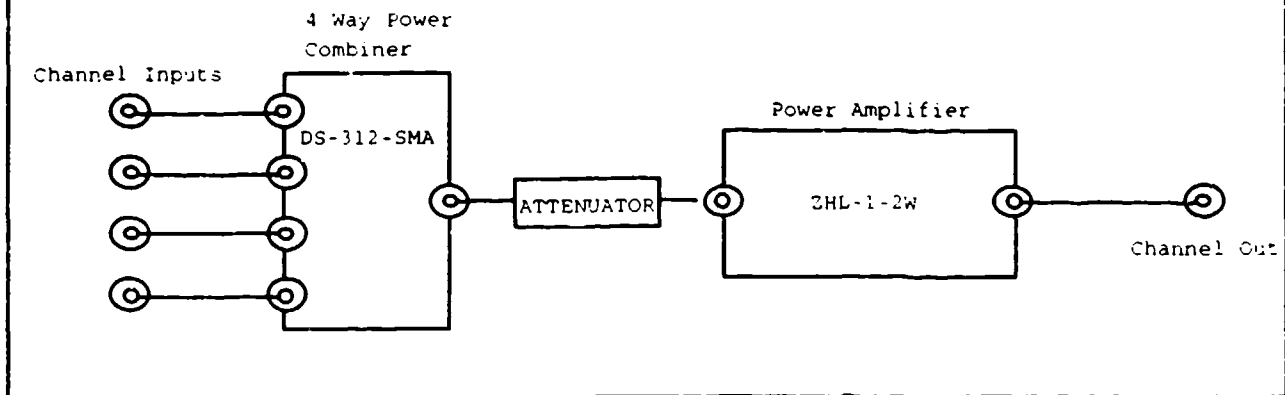 4 Way Power
Combiner
Channel Inputs
DS-312-SMA
Power Amplifier
ATTENUATOR
ZHL-1-2W
Channel Out